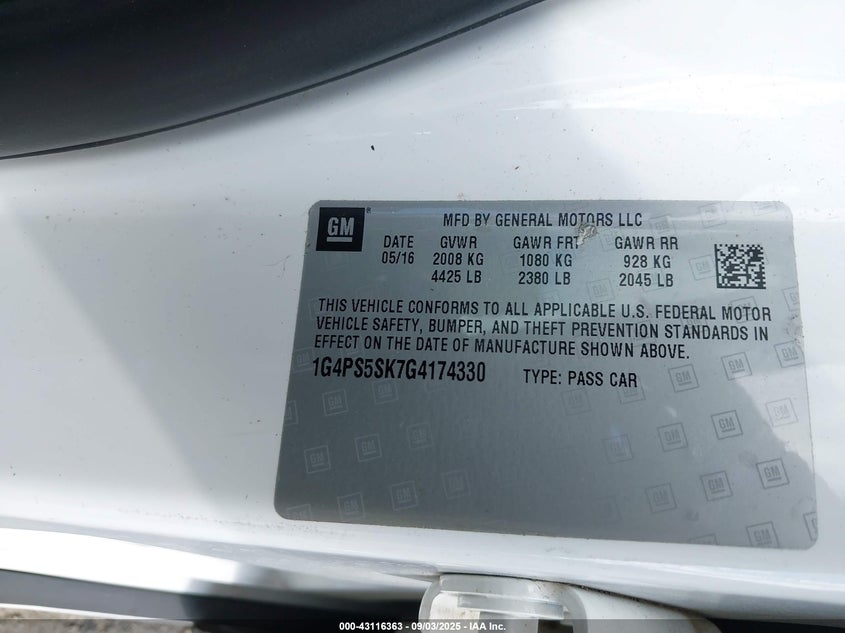 GM
MFD BY GENERAL MOTORS LLC
DATE GVWR GAWR FRT GAWR RR
05/16 2008 KG 1080 KG 928 KG
4425 LB 2380 LB 2045 LB
THIS VEHICLE CONFORMS TO ALL APPLICABLE U.S. FEDERAL MOTOR
VEHICLE SAFETY, BUMPER, AND THEFT PREVENTION STANDARDS IN
EFFECT ON THE DATE OF MANUFACTURE SHOWN ABOVE.
1G4PS5SK7G4174330 TYPE: PASS CAR
000-43116363 - 09/03/2025 - IAA Inc.